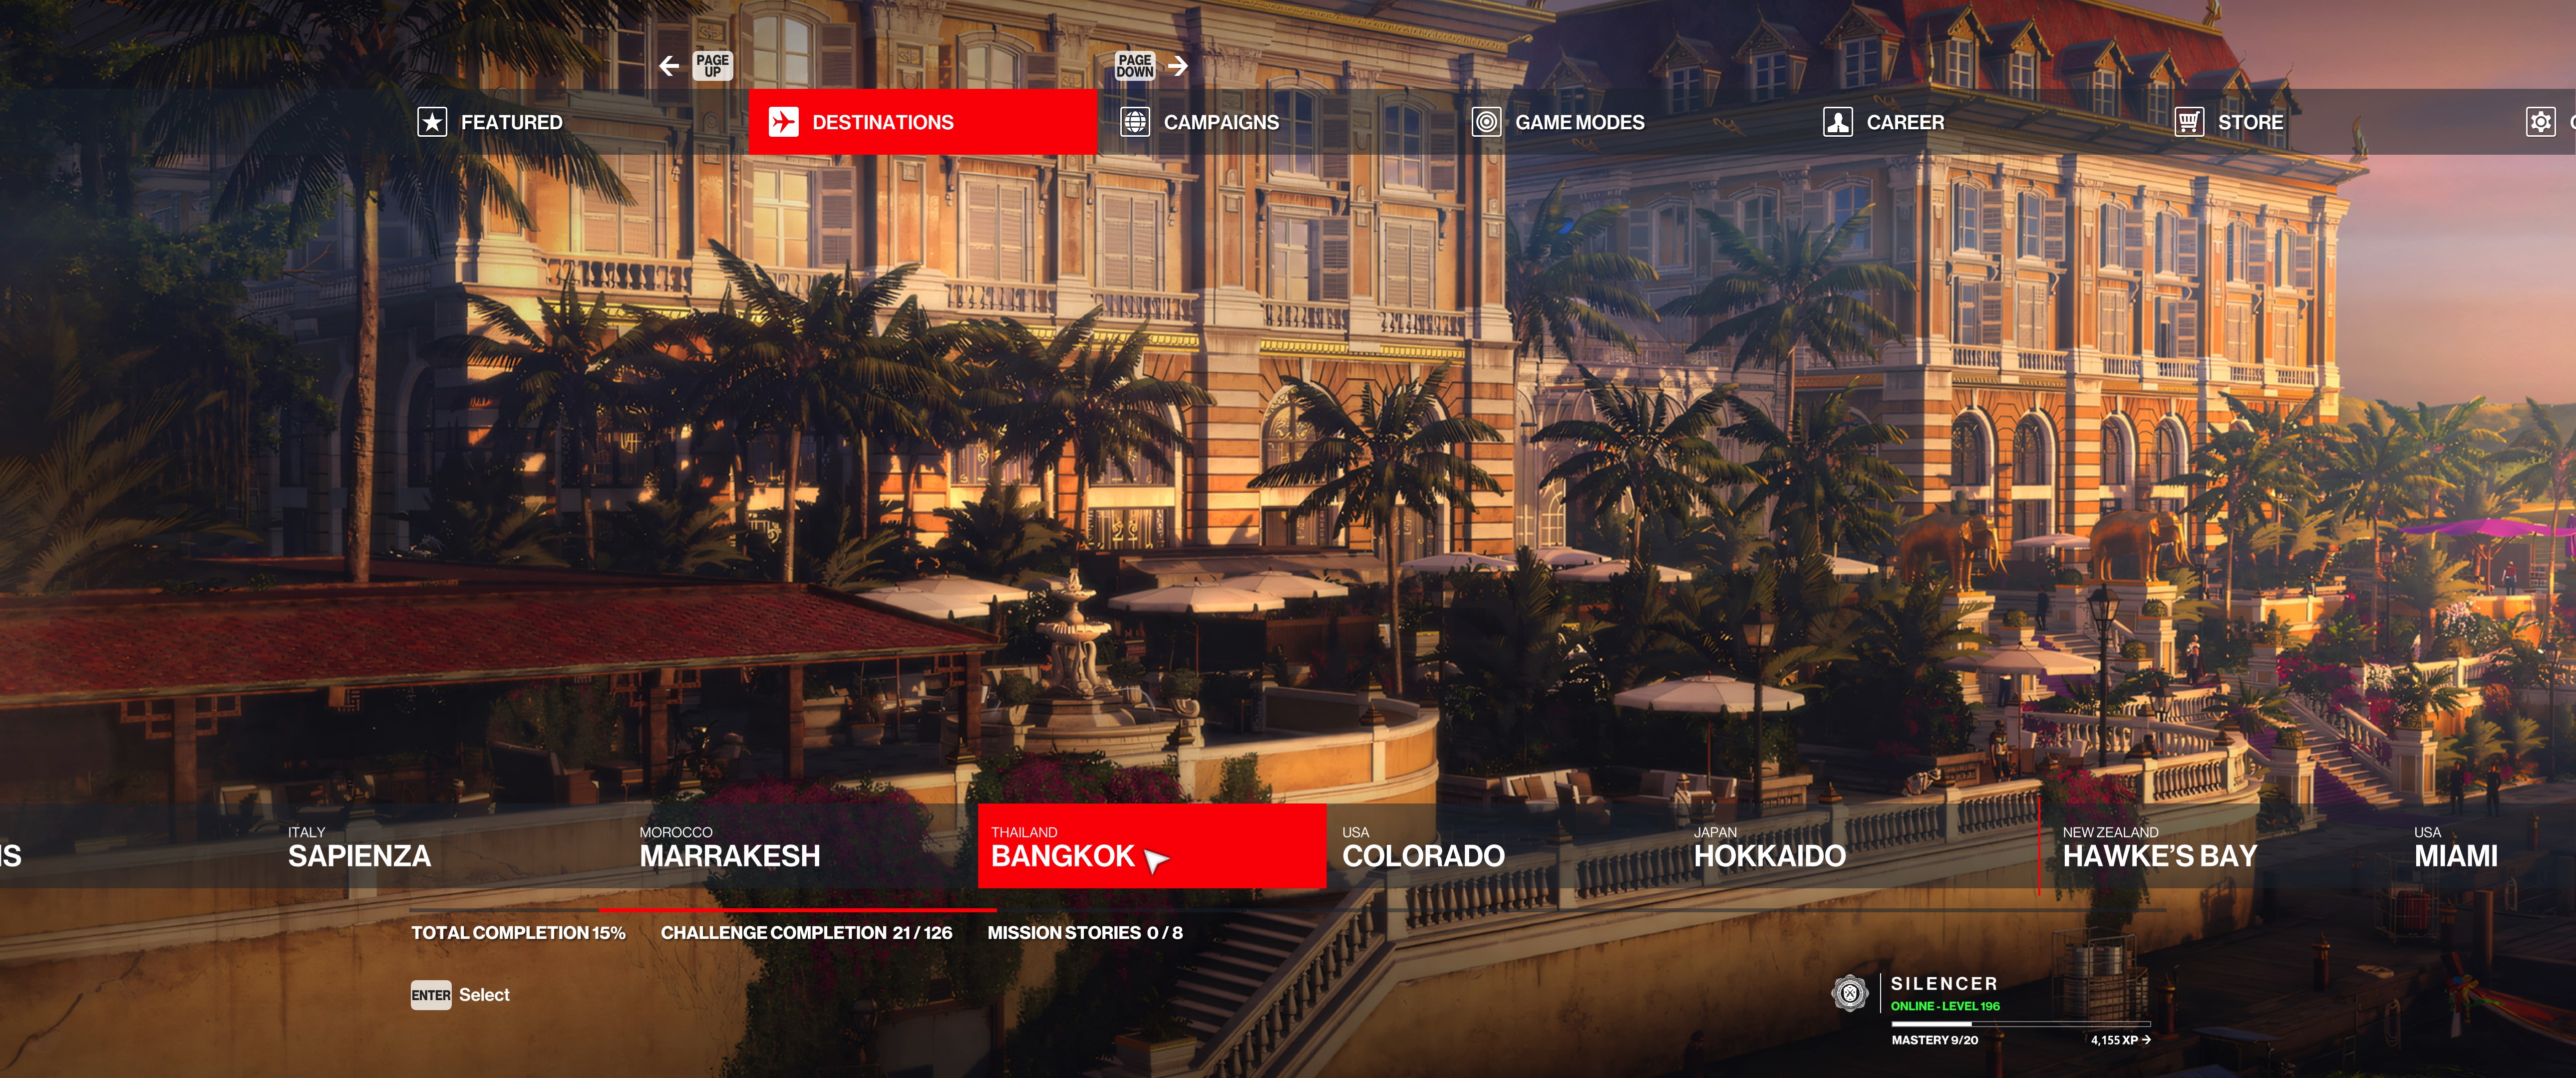 PAGE UP
PAGE DOWN
FEATURED
DESTINATIONS
CAMPAIGNS
GAME MODES
CAREER
STORE
ITALY
SAPIENZA
MOROCCO
MARRAKESH
THAILAND
BANGKOK
USA
COLORADO
JAPAN
HOKKAIDO
NEW ZEALAND
HAWKE'S BAY
USA
MIAMI
TOTAL COMPLETION 15%
CHALLENGE COMPLETION 21 / 126
MISSION STORIES 0 / 8
ENTER Select
SILENCER
ONLINE - LEVEL 196
MASTERY 9/20
4,155 XP →